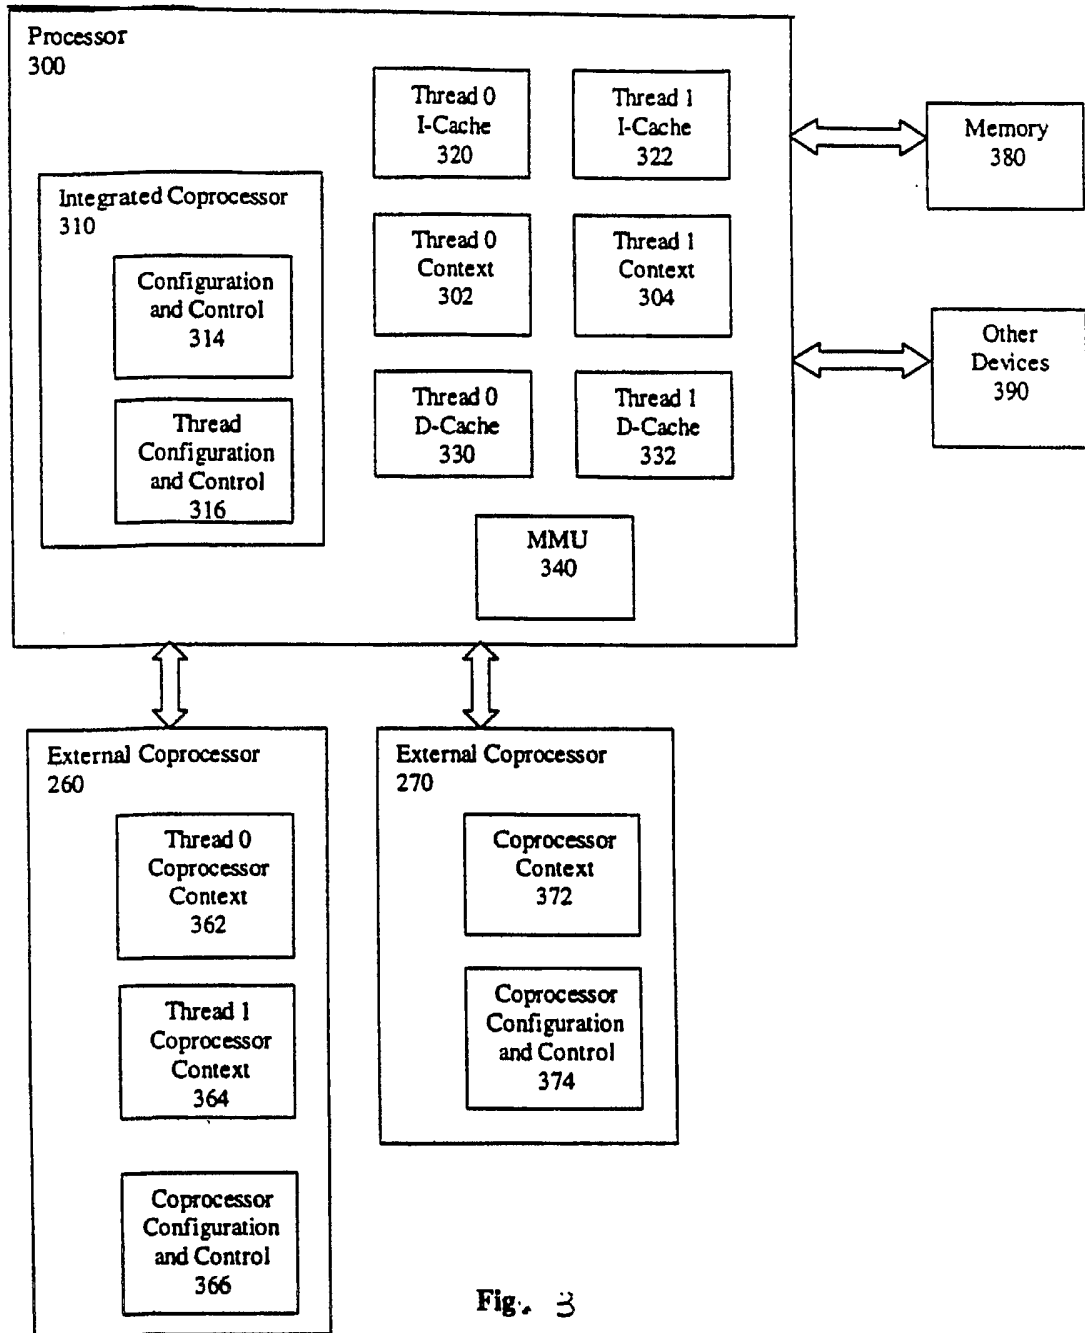 Processor
300
Thread 0
I-Cache
320
Thread 1
I-Cache
322
Memory
380
Integrated Coprocessor
310
Configuration
and Control
314
Thread
Configuration
and Control
316
Thread 0
Context
302
Thread 1
Context
304
Other
Devices
390
Thread 0
D-Cache
330
Thread 1
D-Cache
332
MMU
340
External Coprocessor
260
Thread 0
Coprocessor
Context
362
Thread 1
Coprocessor
Context
364
Coprocessor
Configuration
and Control
366
External Coprocessor
270
Coprocessor
Context
372
Coprocessor
Configuration
and Control
374
Fig. 3